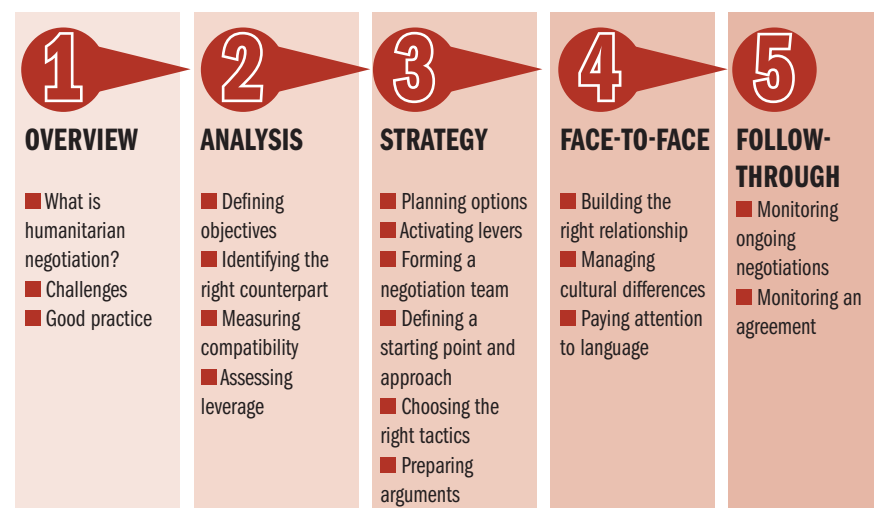 1
OVERVIEW
■ What is
humanitarian
negotiation?
■ Challenges
■ Good practice
2
ANALYSIS
■ Defining
objectives
■ Identifying the
right counterpart
■ Measuring
compatibility
■ Assessing
leverage
3
STRATEGY
■ Planning options
■ Activating levers
■ Forming a
negotiation team
■ Defining a
starting point and
approach
■ Choosing the
right tactics
■ Preparing
arguments
4
FACE-TO-FACE
■ Building the
right relationship
■ Managing
cultural differences
■ Paying attention
to language
5
FOLLOW-
THROUGH
■ Monitoring
ongoing
negotiations
■ Monitoring an
agreement